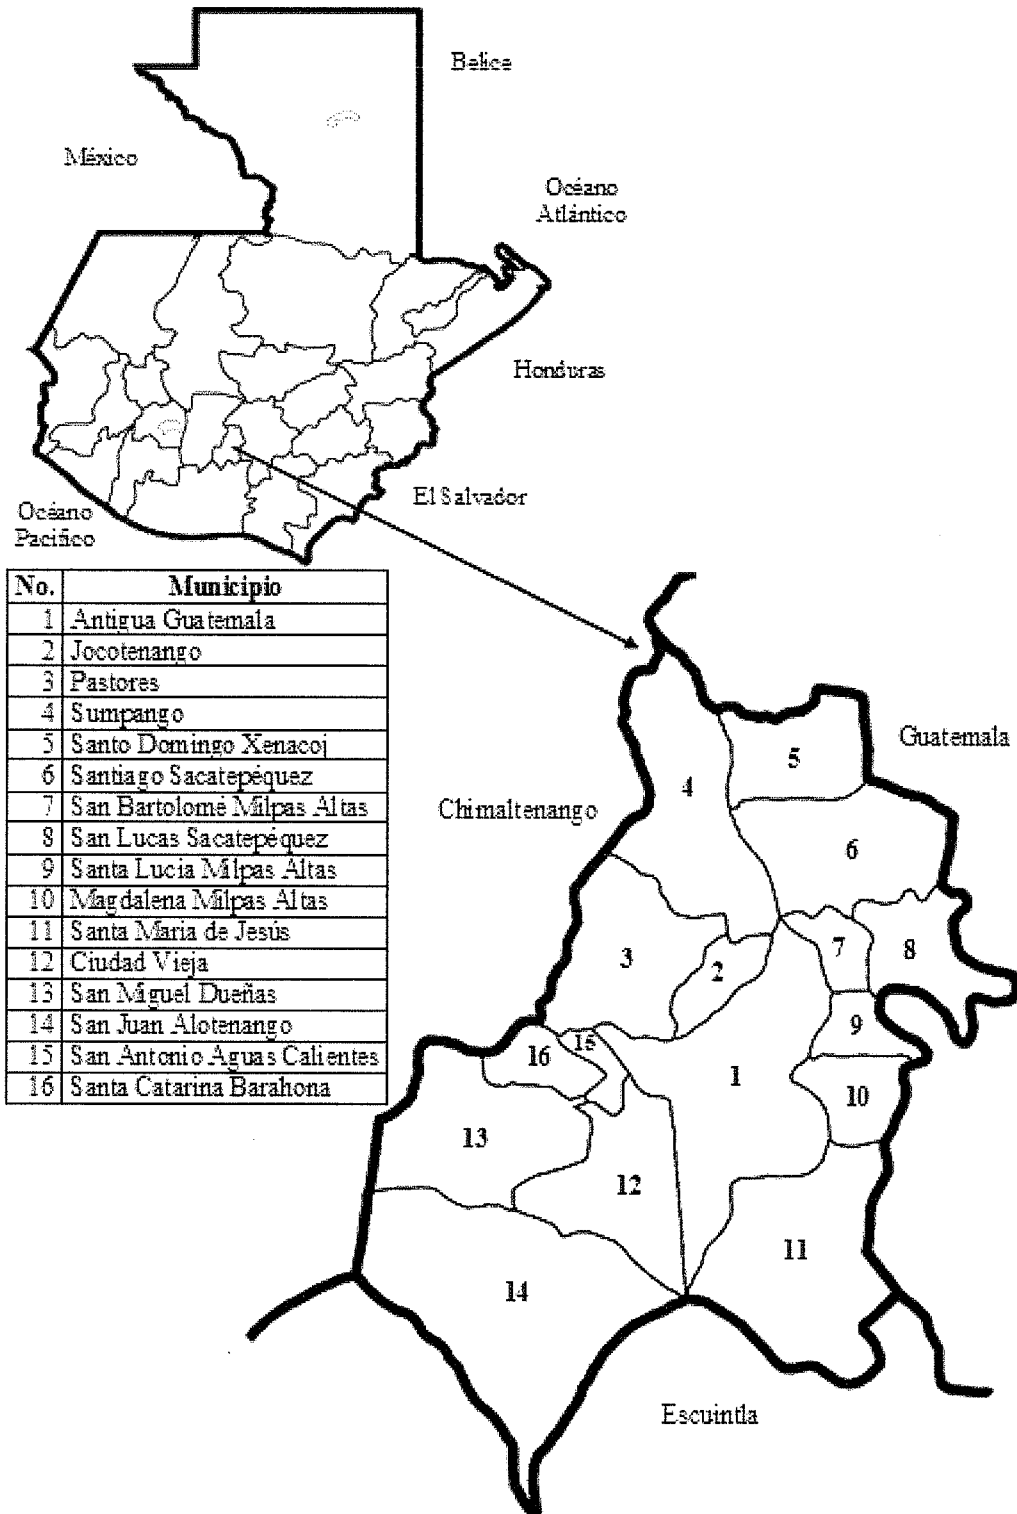 Belice
México
Océano
Atlántico
Honduras
El Salvador
Océano
Pacifico
No. Municipio
1 Antigua Guatemala
2 Jocotenango
3 Pastores
4 Sumpango
5 Santo Domingo Xenacoj
6 Santiago Sacatepéquez
7 San Bartolomé Milpas Altas
8 San Lucas Sacatepéquez
9 Santa Lucia Milpas Altas
10 Magdalena Milpas Altas
11 Santa Maria de Jesús
12 Ciudad Vieja
13 San Miguel Dueñas
14 San Juan Alotenango
15 San Antonio Aguas Calientes
16 Santa Catarina Barahona
Guatemala
5
4
Chimaltenango
6
7
8
3
2
9
15
16
1
10
13
12
11
14
Escuintla